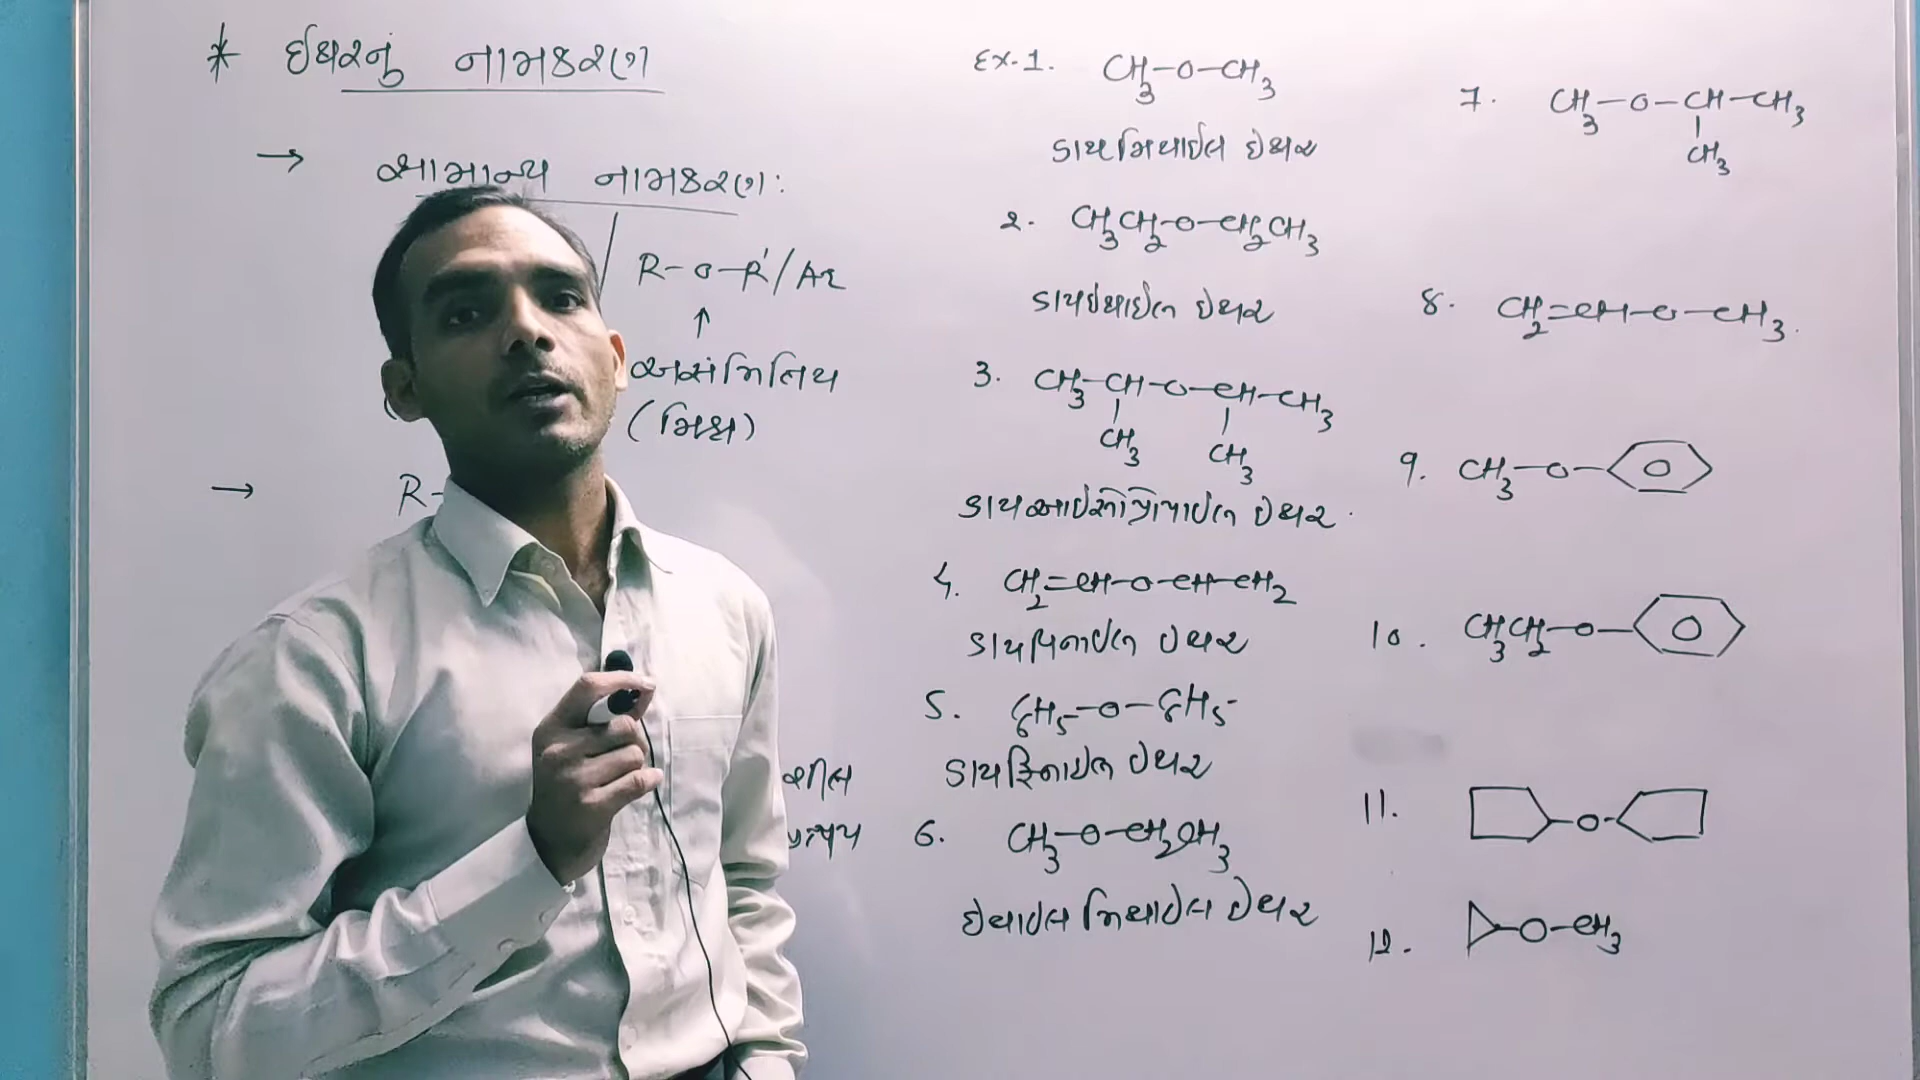 * ઈથરનું નામકરણ
→ સામાન્ય નામકરણ:
R-O-R'/Ar
↑
અસંમિતિય
(મિશ્ર)
→ R-
Ex-1. CH3-O-CH3
ડાયમિથાઈલ ઈથર
૨. CH3CH2-O-CH2CH3
ડાયઈથાઈલ ઈથર
3. CH3-CH-O-CH-CH3
CH3 CH3
ડાયઆઈસોપ્રોપાઈલ ઈથર.
૪. CH2=CH-O-CH-CH2
ડાયવિનાઈલ ઈથર
5. C6H5-O-C6H5
ડાયફિનાઈલ ઈથર
6. CH3-O-CH2CH3
ઈથાઈલ મિથાઈલ ઈથર
7. CH3-O-CH-CH3
CH3
8. CH2=CH-O-CH3.
9. CH3-O-
10. CH3CH2-O-
11. -O-
1૨. -O-CH3